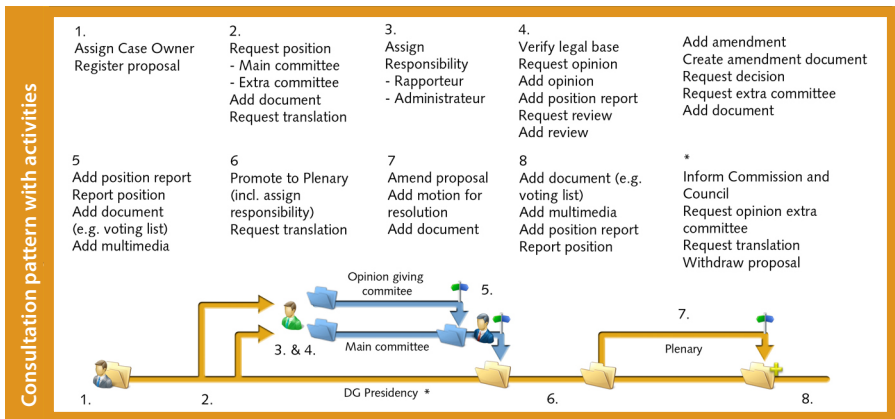 Consultation pattern with activities
1.
Assign Case Owner
Register proposal
2.
Request position
- Main committee
- Extra committee
Add document
Request translation
3.
Assign
Responsibility
- Rapporteur
- Administrateur
4.
Verify legal base
Request opinion
Add opinion
Add position report
Request review
Add review
Add amendment
Create amendment document
Request decision
Request extra committee
Add document
5
Add position report
Report position
Add document
(e.g. voting list)
Add multimedia
6
Promote to Plenary
(incl. assign
responsibility)
Request translation
7
Amend proposal
Add motion for
resolution
Add document
8
Add document (e.g.
voting list)
Add multimedia
Add position report
Report position
*
Inform Commission and
Council
Request opinion extra
committee
Request translation
Withdraw proposal
Opinion giving
commitee
5.
3. & 4.
Main committee
7.
Plenary
1.
2.
DG Presidency *
6.
8.